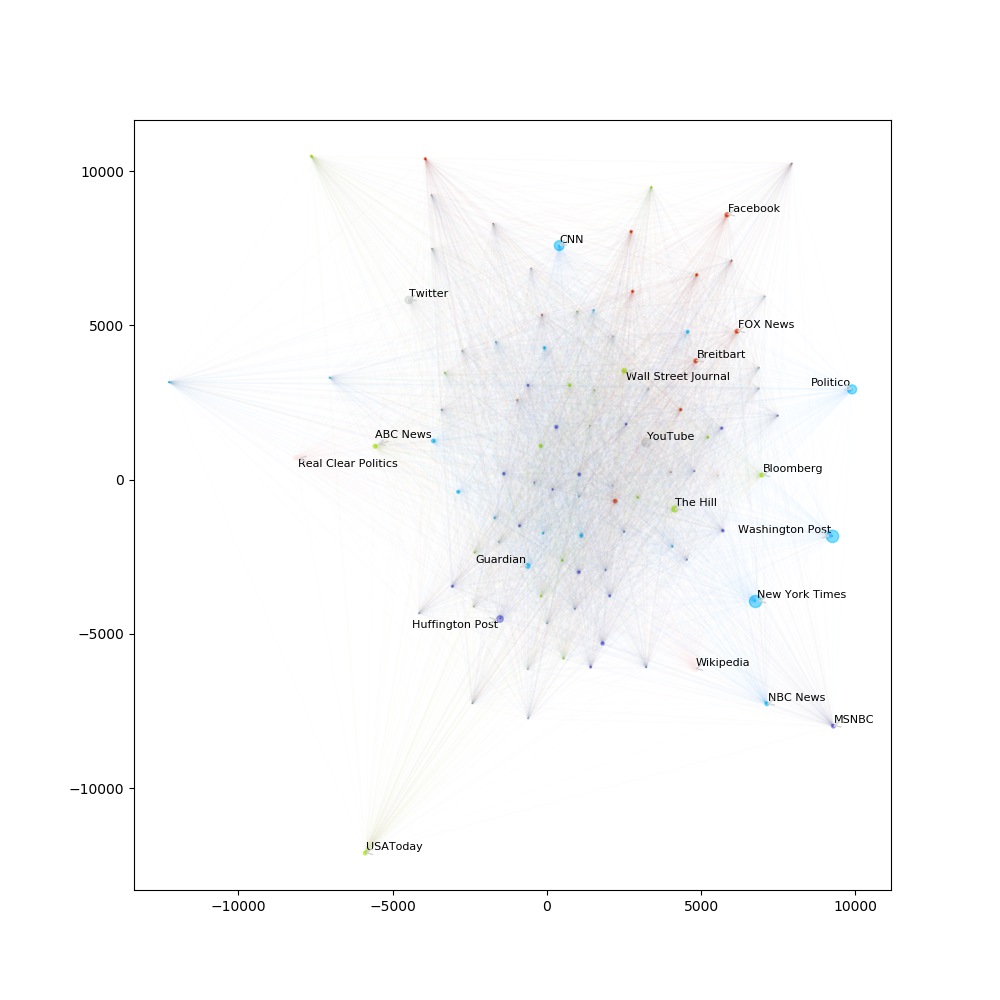 10000
Facebook
CNN
Twitter
5000
FOX News
Breitbart
Wall Street Journal
Politico
ABC News
YouTube
Real Clear Politics
Bloomberg
0
The Hill
Washington Post
Guardian
New York Times
Huffington Post
−5000
Wikipedia
NBC News
MSNBC
−10000
USAToday
−10000 −5000 0 5000 10000